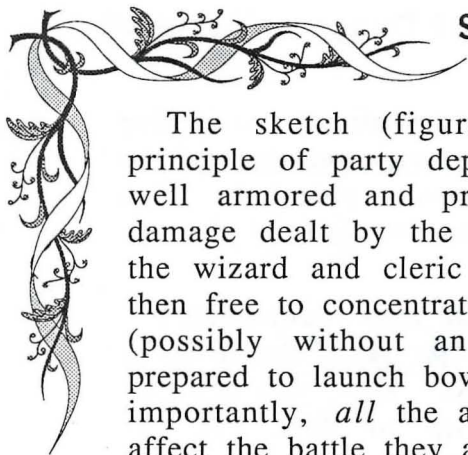 S
The sketch (figur
principle of party dep
well armored and pr
damage dealt by the
the wizard and cleric
then free to concentrat
(possibly without an
prepared to launch bov
importantly, all the a
affect the battle they a